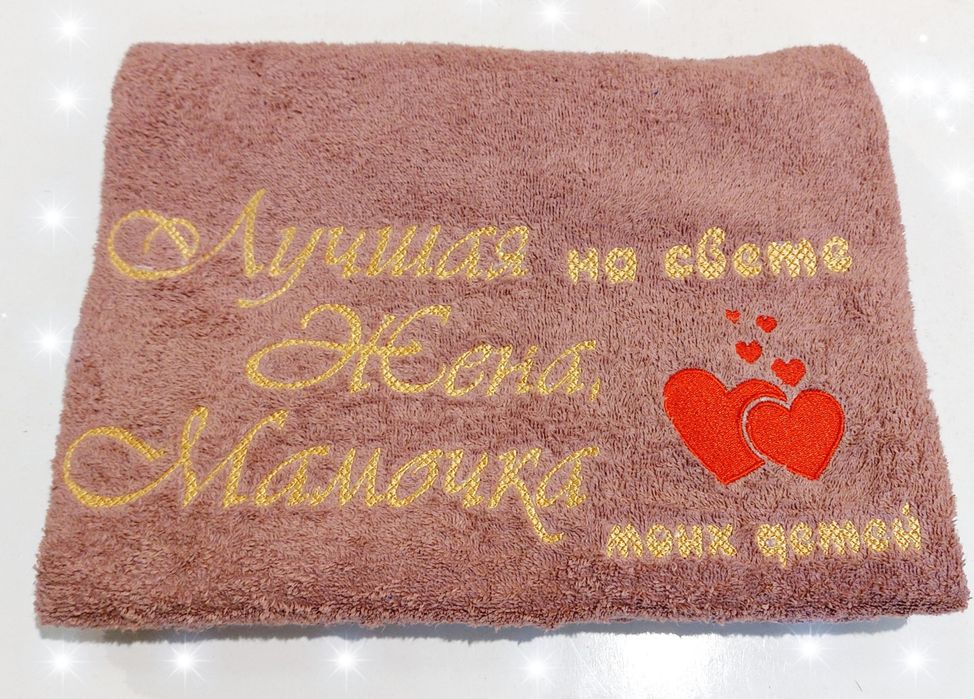 Лучшая на свете
Жена,
Мамочка
моих детей